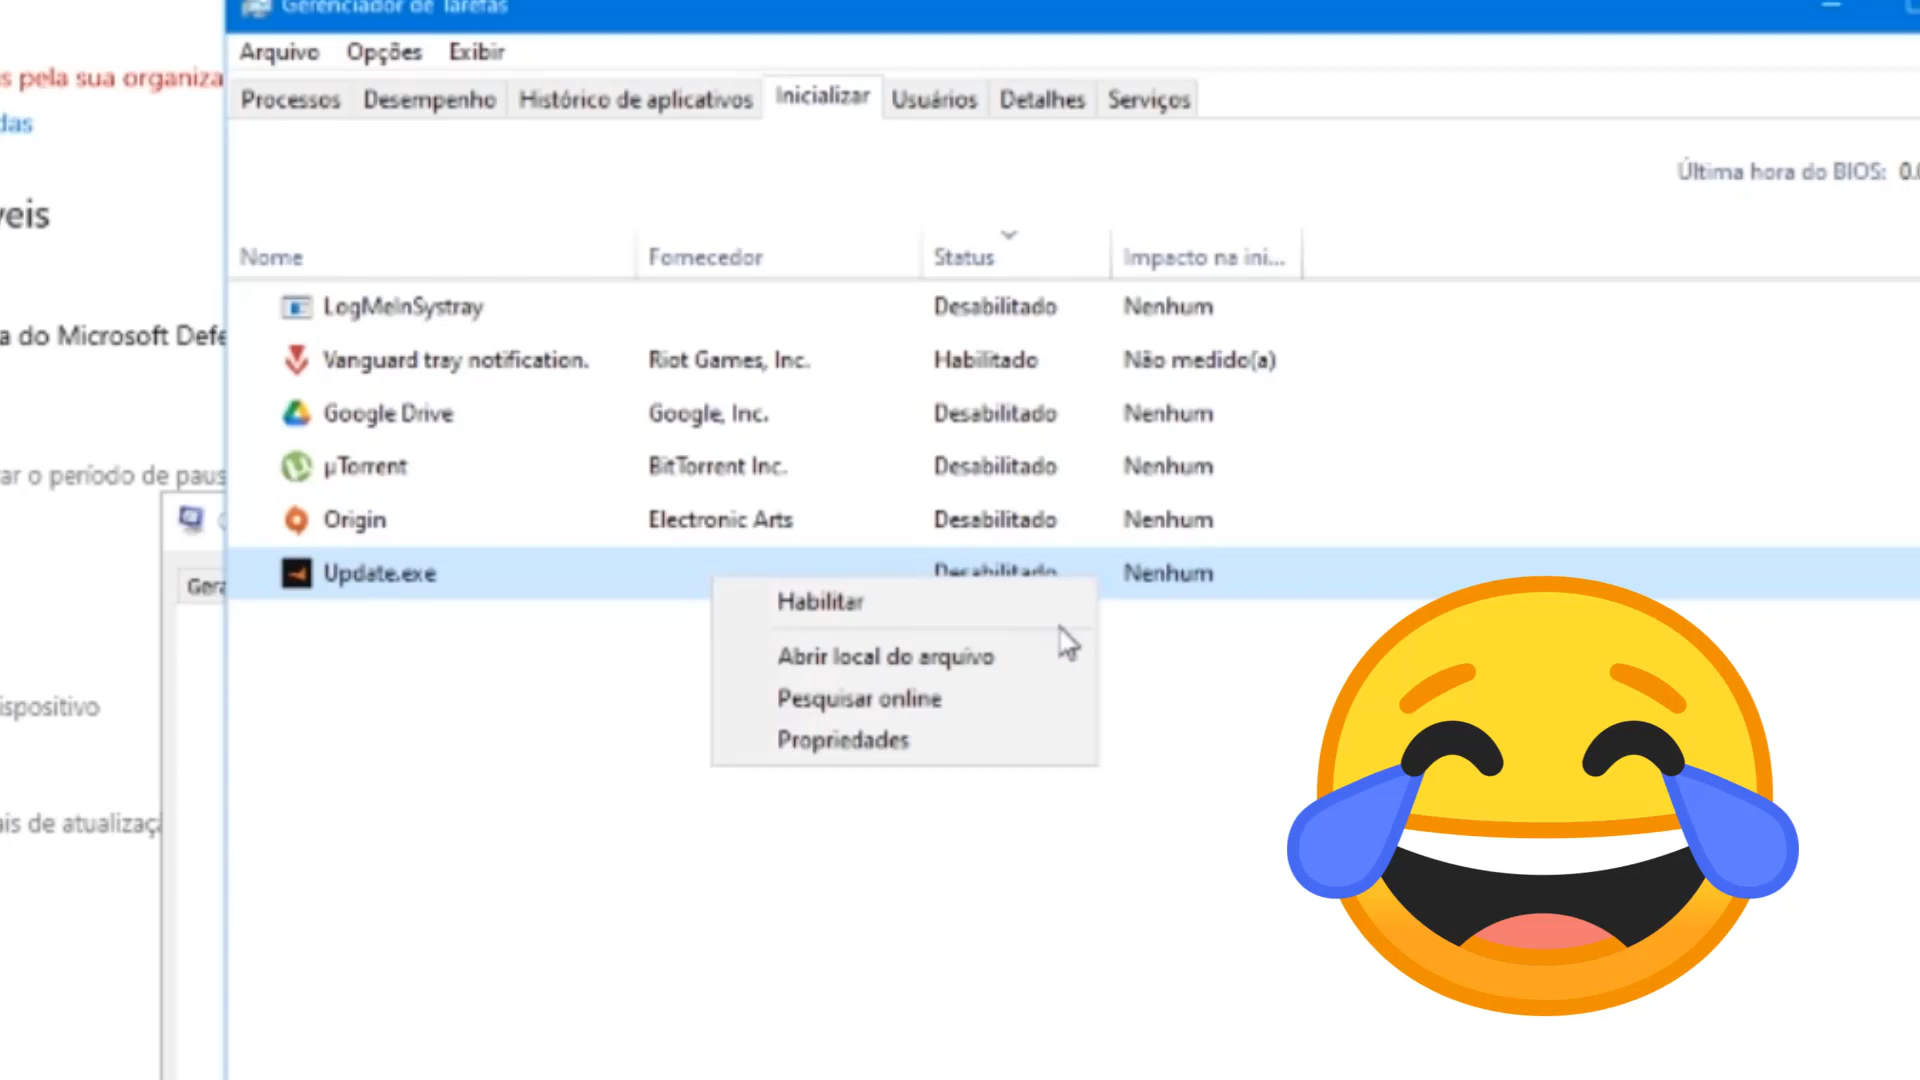 Gerenciador de Tarefas
Arquivo Opções Exibir
s pela sua organiza
Processos Desempenho Histórico de aplicativos Inicializar Usuários Detalhes Serviços
das
Última hora do BIOS: 0.
veis
Nome Fornecedor Status Impacto na ini...
LogMeInSystray Desabilitado Nenhum
a do Microsoft Defe
Vanguard tray notification. Riot Games, Inc. Habilitado Não medido(a)
Google Drive Google, Inc. Desabilitado Nenhum
µTorrent BitTorrent Inc. Desabilitado Nenhum
ar o período de paus
Origin Electronic Arts Desabilitado Nenhum
Update.exe Desabilitado Nenhum
Gera
Habilitar
Abrir local do arquivo
Pesquisar online
ispositivo
Propriedades
ais de atualizaç